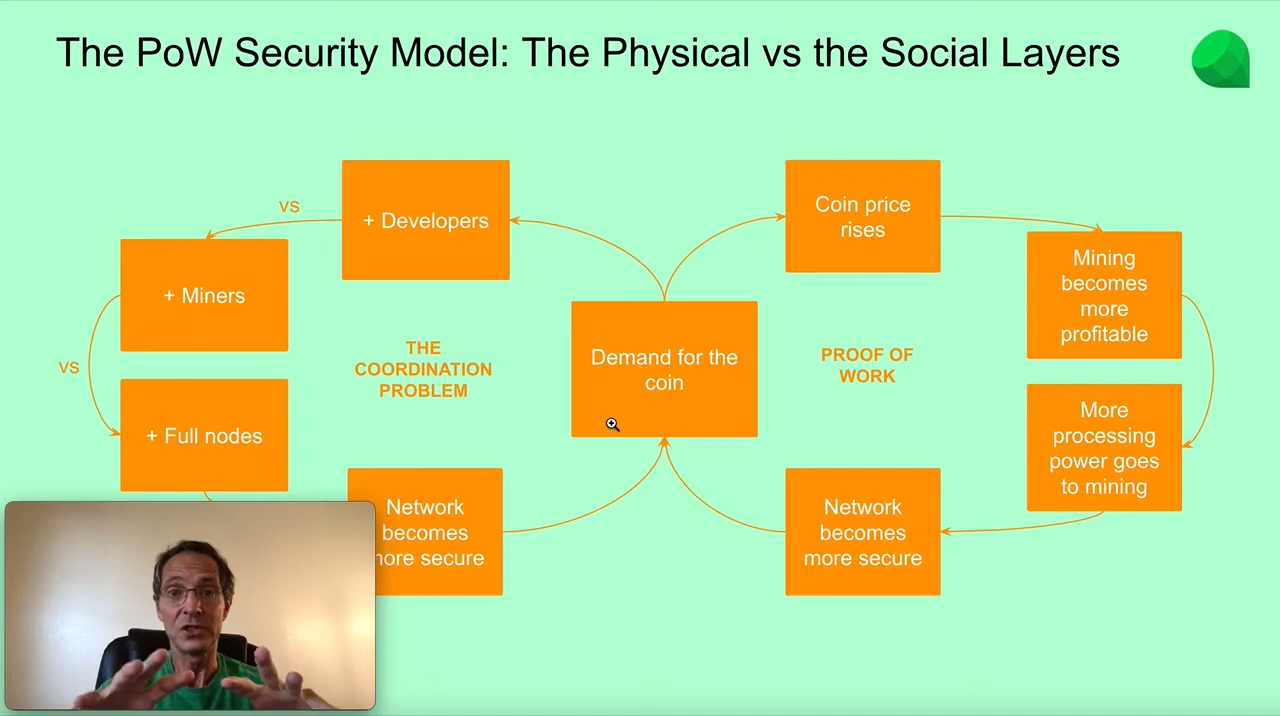 The PoW Security Model: The Physical vs the Social Layers
VS
+ Developers
+ Miners
VS
+ Full nodes
THE
COORDINATION
PROBLEM
Network
becomes
more secure
Demand for the
coin
Coin price
rises
Mining
becomes
more
profitable
PROOF OF
WORK
More
processing
power goes
to mining
Network
becomes
more secure